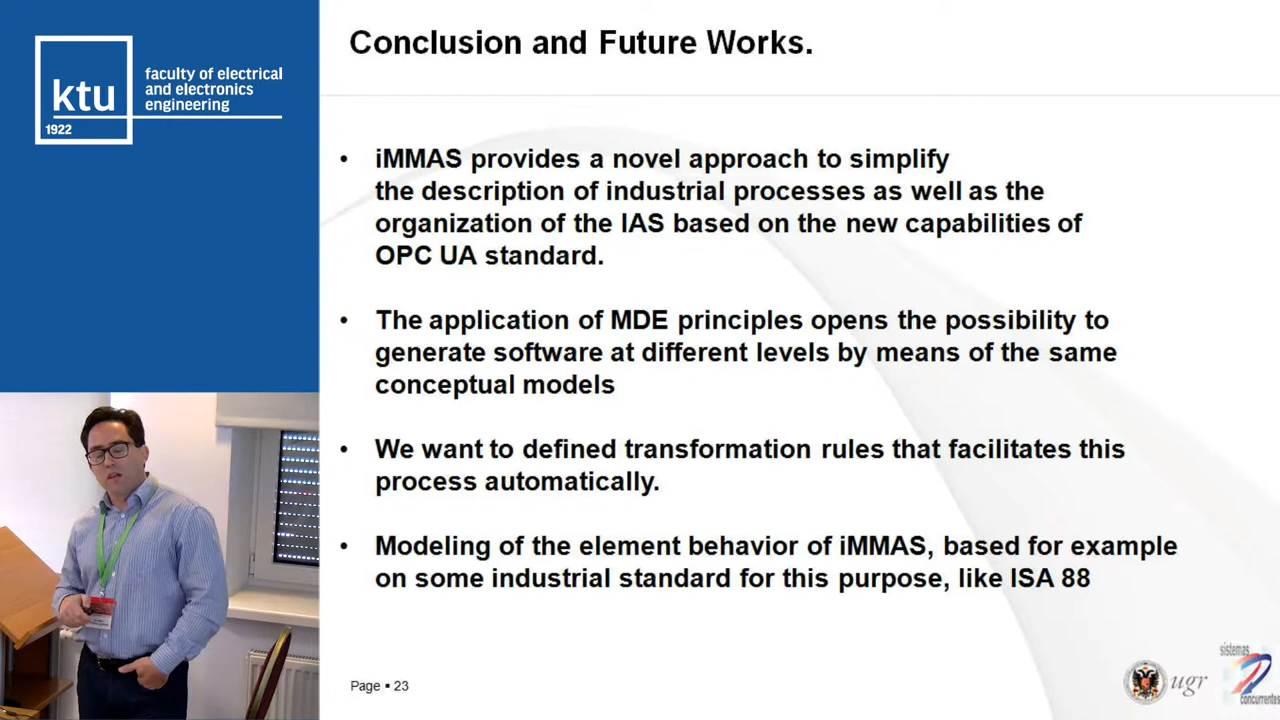 ktu
1922
faculty of electrical
and electronics
engineering
Conclusion and Future Works.
• iMMAS provides a novel approach to simplify
the description of industrial processes as well as the
organization of the IAS based on the new capabilities of
OPC UA standard.
• The application of MDE principles opens the possibility to
generate software at different levels by means of the same
conceptual models
• We want to defined transformation rules that facilitates this
process automatically.
• Modeling of the element behavior of iMMAS, based for example
on some industrial standard for this purpose, like ISA 88
Page ▪ 23
ugr
sistemas
concurrentes